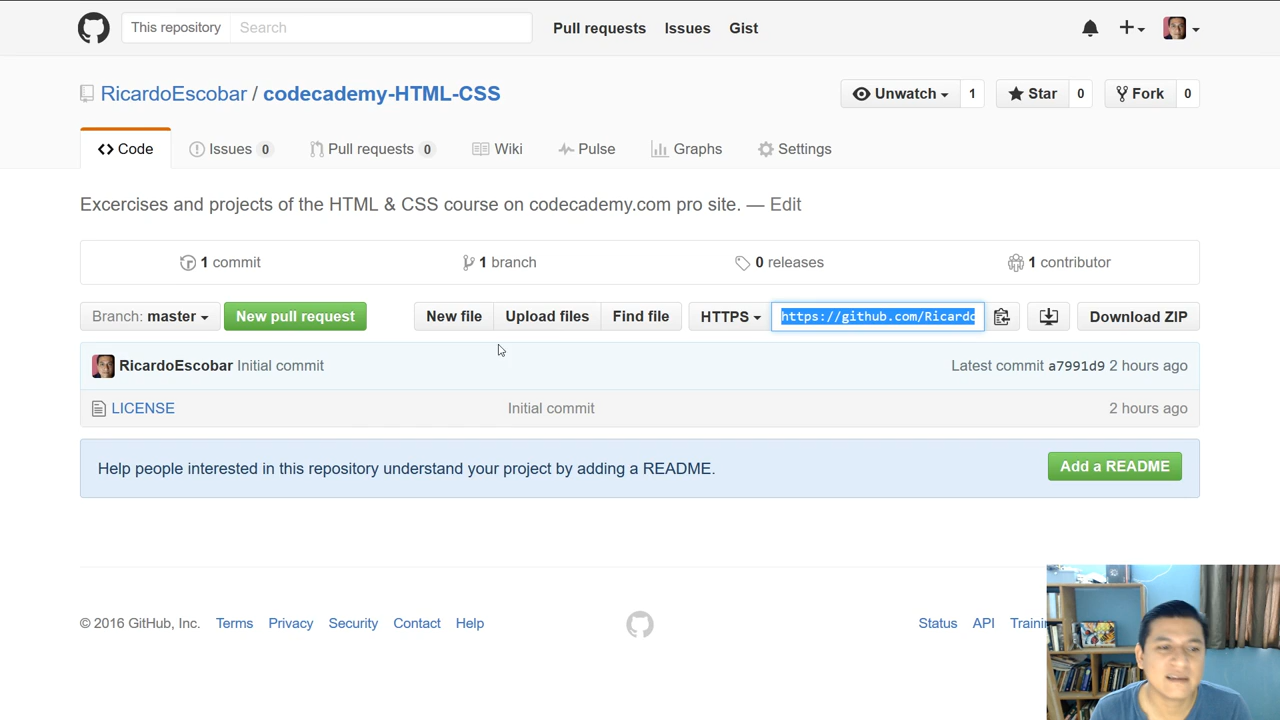 This repository Search Pull requests Issues Gist
RicardoEscobar / codecademy-HTML-CSS Unwatch 1 Star 0 Fork 0
Code Issues 0 Pull requests 0 Wiki Pulse Graphs Settings
Excercises and projects of the HTML & CSS course on codecademy.com pro site. — Edit
1 commit 1 branch 0 releases 1 contributor
Branch: master New pull request New file Upload files Find file HTTPS https://github.com/Ricardo Download ZIP
RicardoEscobar Initial commit Latest commit a7991d9 2 hours ago
LICENSE Initial commit 2 hours ago
Help people interested in this repository understand your project by adding a README. Add a README
© 2016 GitHub, Inc. Terms Privacy Security Contact Help Status API Trainin